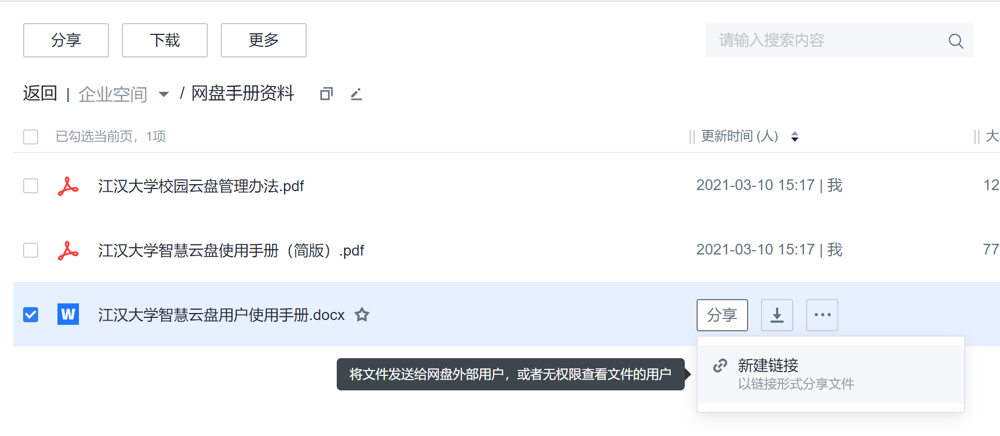 分享 下载 更多 请输入搜索内容
返回 | 企业空间 / 网盘手册资料
已勾选当前页，1项 更新时间 (人) 大
江汉大学校园云盘管理办法.pdf 2021-03-10 15:17 | 我 12
江汉大学智慧云盘使用手册（简版）.pdf 2021-03-10 15:17 | 我 77
W 江汉大学智慧云盘用户使用手册.docx 分享
新建链接
将文件发送给网盘外部用户，或者无权限查看文件的用户
以链接形式分享文件